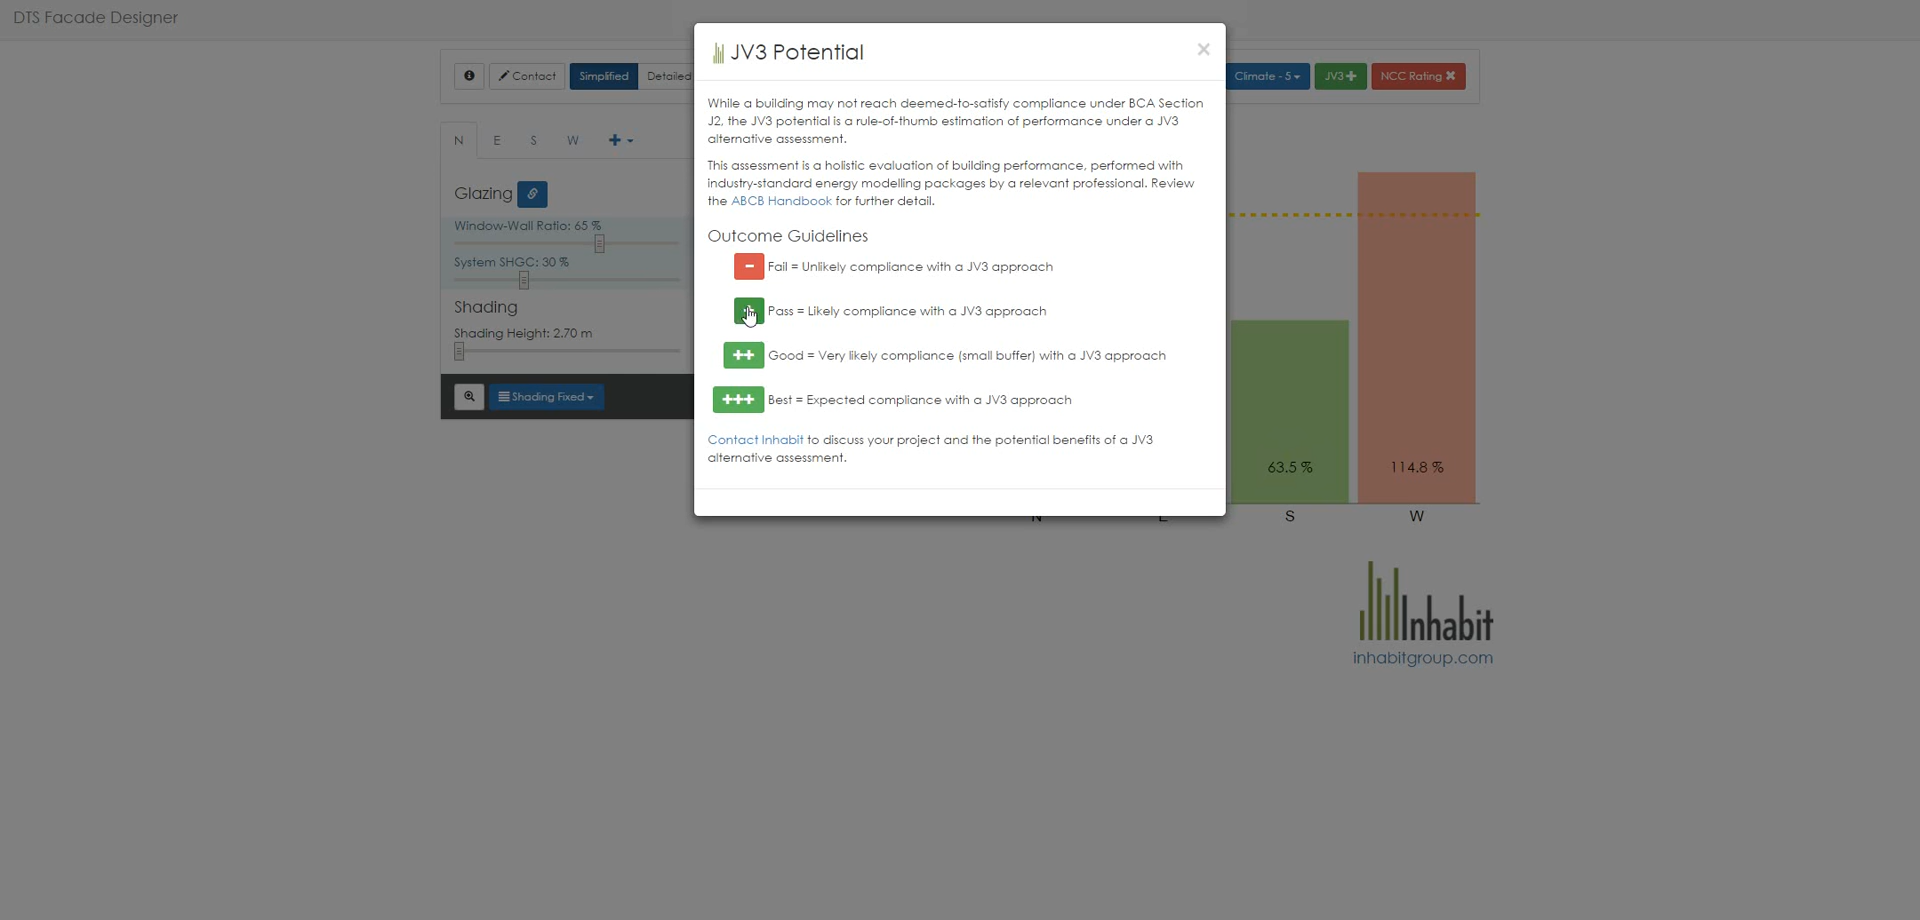 DTS Facade Designer
Contact
Simplified
Detailed
Climate - 5
JV3
NCC Rating
N
E
S
W
Glazing
Window-Wall Ratio: 65 %
System SHGC: 30 %
Shading
Shading Height: 2.70 m
Shading Fixed
JV3 Potential
While a building may not reach deemed-to-satisfy compliance under BCA Section
J2, the JV3 potential is a rule-of-thumb estimation of performance under a JV3
alternative assessment.
This assessment is a holistic evaluation of building performance, performed with
industry-standard energy modelling packages by a relevant professional. Review
the ABCB Handbook for further detail.
Outcome Guidelines
Fail = Unlikely compliance with a JV3 approach
Pass = Likely compliance with a JV3 approach
++ Good = Very likely compliance (small buffer) with a JV3 approach
+++ Best = Expected compliance with a JV3 approach
Contact Inhabit to discuss your project and the potential benefits of a JV3
alternative assessment.
63.5 %
114.8 %
N
E
S
W
Inhabit
inhabitgroup.com